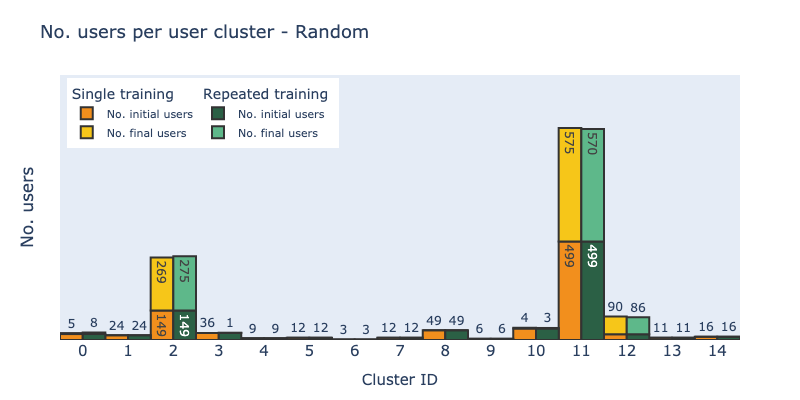 No. users per user cluster - Random
Single training
No. initial users
No. final users
Repeated training
No. initial users
No. final users
No. users
5 8 24 24 269 275 36 1 9 9 12 12 3 3 12 12 49 49 6 6 4 3 575 570 90 86 11 11 16 16
149 149 499 499
0 1 2 3 4 5 6 7 8 9 10 11 12 13 14
Cluster ID